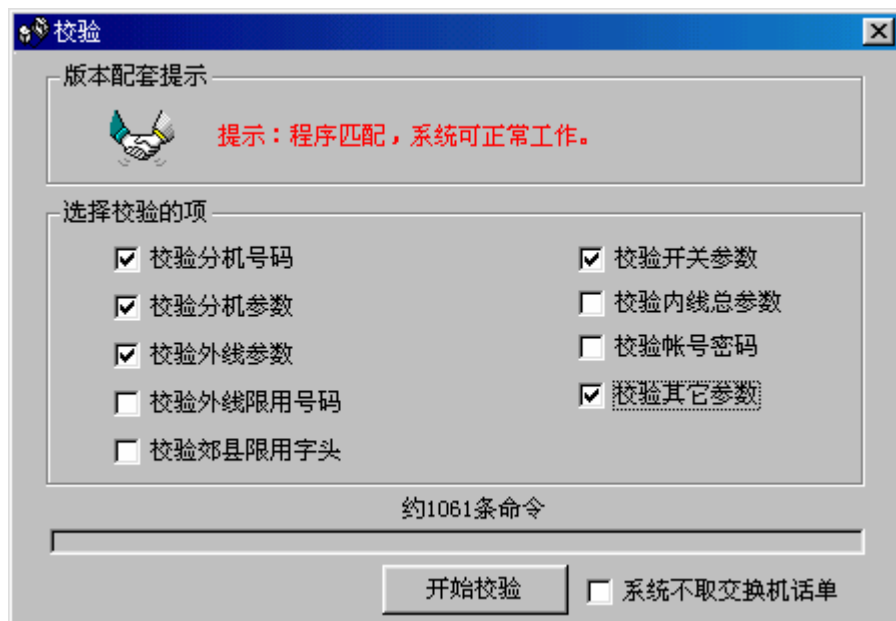 校验
版本配套提示
提示：程序匹配，系统可正常工作。
选择校验的项
校验分机号码
校验分机参数
校验外线参数
校验外线限用号码
校验郊县限用字头
校验开关参数
校验内线总参数
校验帐号密码
校验其它参数
约1061条命令
开始校验
系统不取交换机话单